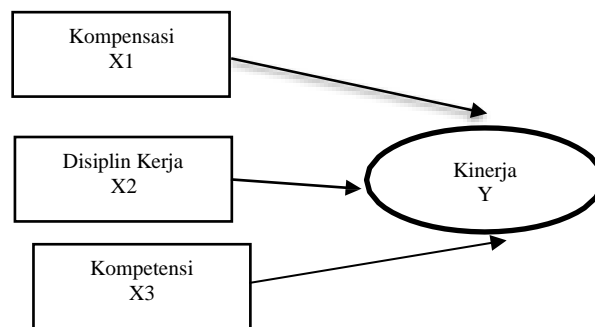 Kompensasi
X1
Disiplin Kerja
X2
Kinerja
Y
Kompetensi
X3